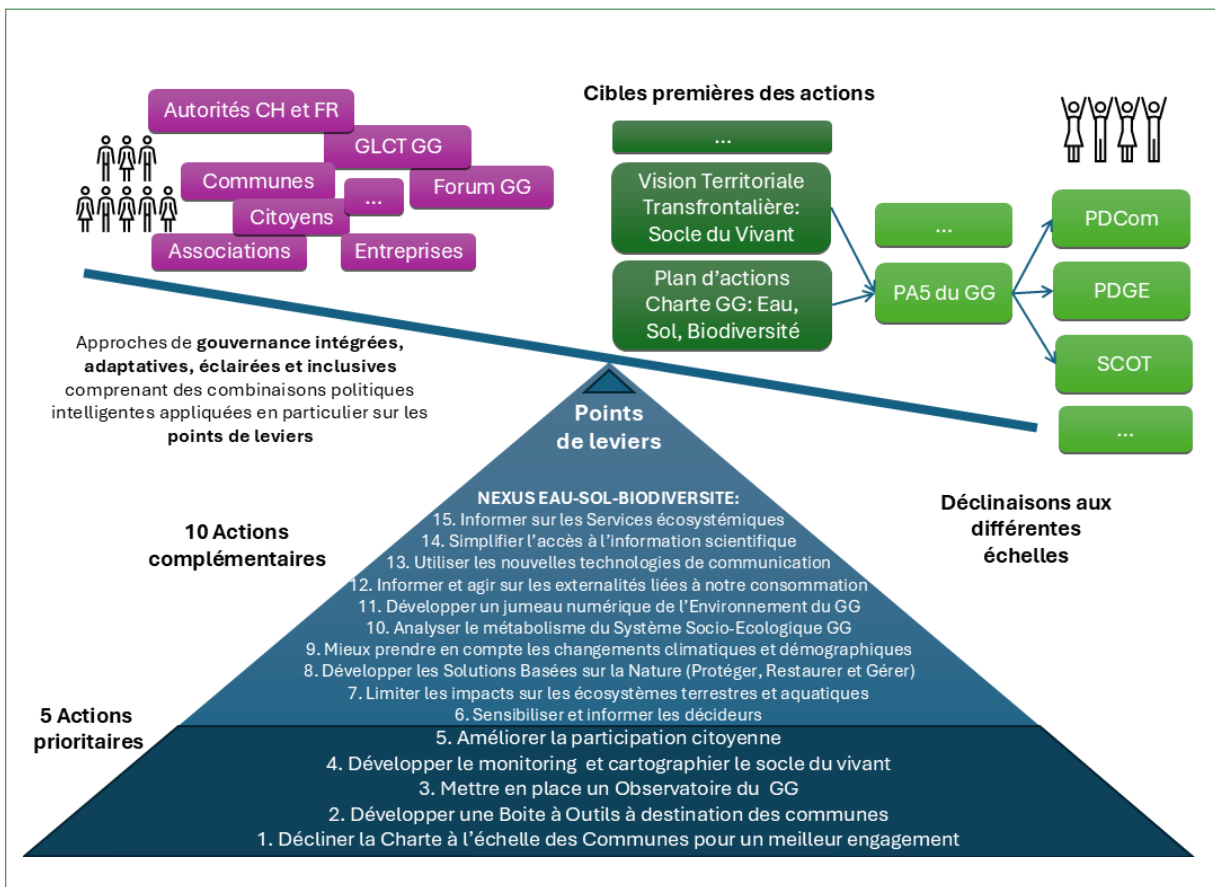 Autorités CH et FR
GLCT GG
Communes
...
Forum GG
Citoyens
Associations
Entreprises
Cibles premières des actions
...
Vision Territoriale
Transfrontalière:
Socle du Vivant
Plan d'actions
Charte GG: Eau,
Sol, Biodiversité
...
PA5 du GG
PDCom
PDGE
SCOT
...
Déclinaisons aux
différentes
échelles
Approches de gouvernance intégrées,
adaptatives, éclairées et inclusives
comprenant des combinaisons politiques
intelligentes appliquées en particulier sur les
points de leviers
Points
de leviers
10 Actions
complémentaires
NEXUS EAU-SOL-BIODIVERSITE:
15. Informer sur les Services écosystémiques
14. Simplifier l'accès à l'information scientifique
13. Utiliser les nouvelles technologies de communication
12. Informer et agir sur les externalités liées à notre consommation
11. Développer un jumeau numérique de l'Environnement du GG
10. Analyser le métabolisme du Système Socio-Ecologique GG
9. Mieux prendre en compte les changements climatiques et démographiques
8. Développer les Solutions Basées sur la Nature (Protéger, Restaurer et Gérer)
7. Limiter les impacts sur les écosystèmes terrestres et aquatiques
6. Sensibiliser et informer les décideurs
5 Actions
prioritaires
5. Améliorer la participation citoyenne
4. Développer le monitoring et cartographier le socle du vivant
3. Mettre en place un Observatoire du GG
2. Développer une Boite à Outils à destination des communes
1. Décliner la Charte à l'échelle des Communes pour un meilleur engagement